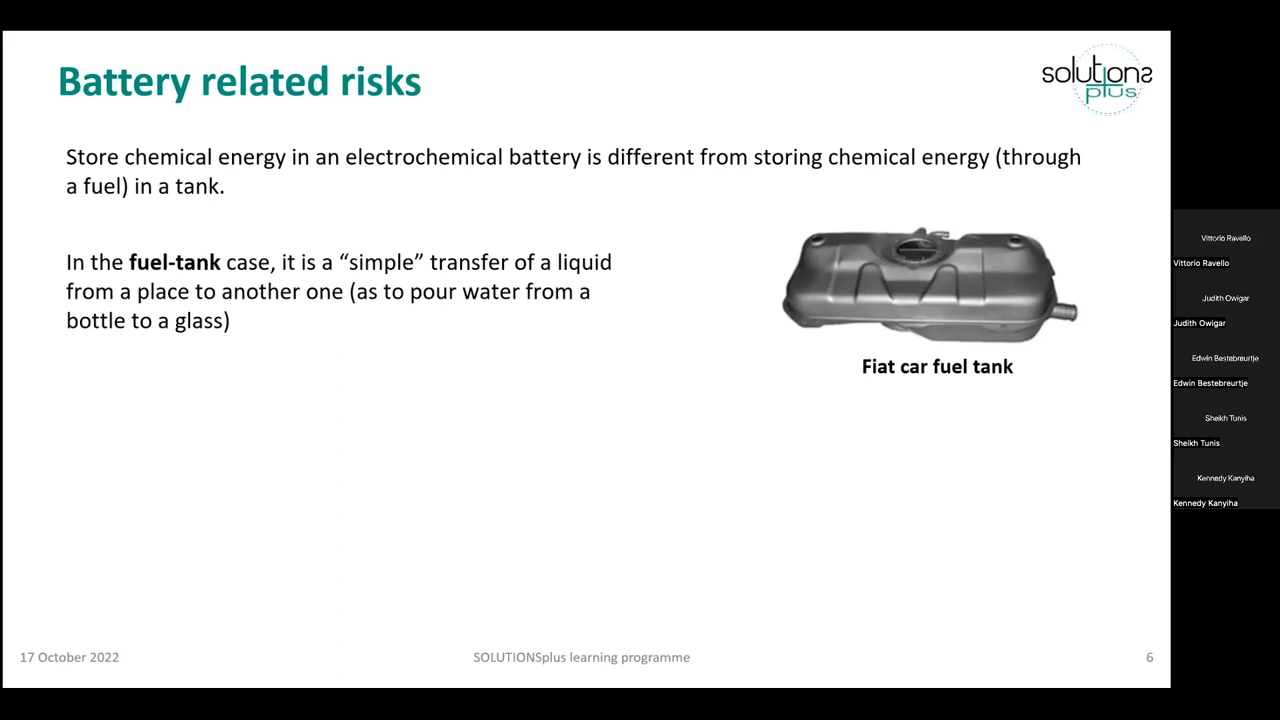 Battery related risks
solutions
plus
Store chemical energy in an electrochemical battery is different from storing chemical energy (through
a fuel) in a tank.
In the fuel-tank case, it is a “simple” transfer of a liquid
from a place to another one (as to pour water from a
bottle to a glass)
Fiat car fuel tank
17 October 2022
SOLUTIONSplus learning programme
6
Vittorio Ravello
Vittorio Ravello
Judith Owigar
Judith Owigar
Edwin Bestebreurtje
Edwin Bestebreurtje
Sheikh Tunis
Sheikh Tunis
Kennedy Kanyiha
Kennedy Kanyiha